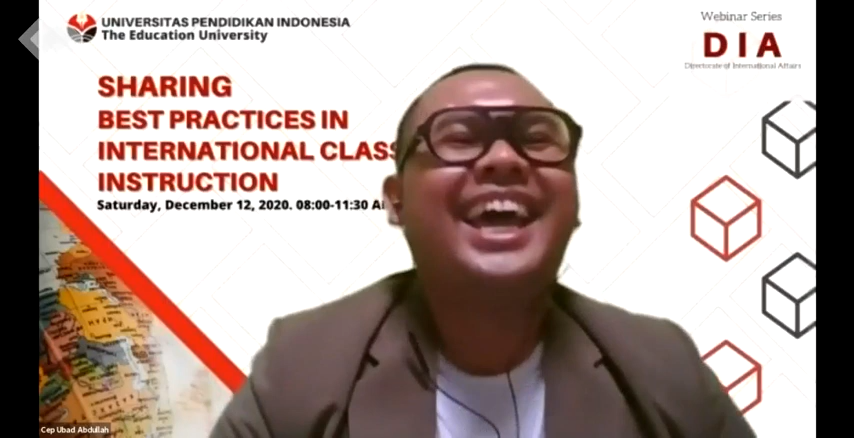 UNIVERSITAS PENDIDIKAN INDONESIA
The Education University
Webinar Series
DIA
Directorate of International Affairs
SHARING
BEST PRACTICES IN
INTERNATIONAL CLASS
INSTRUCTION
Saturday, December 12, 2020. 08:00-11:30 A
Cep Ubad Abdullah